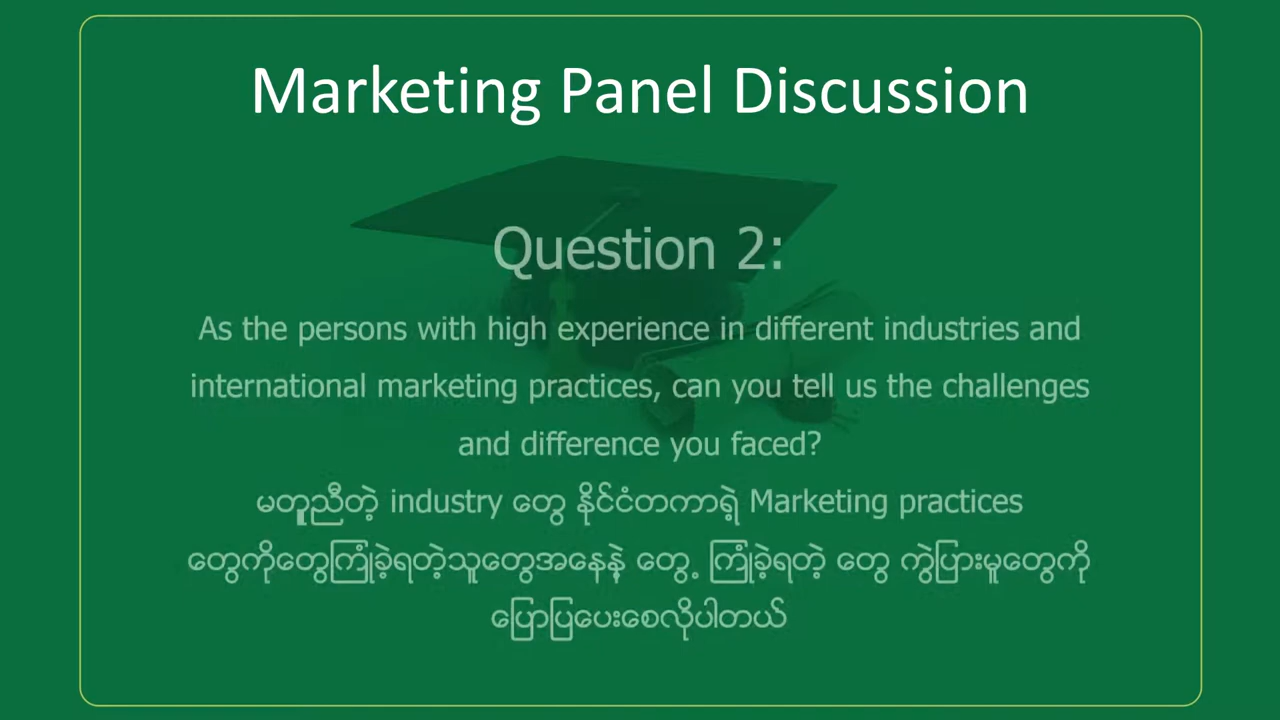 Marketing Panel Discussion
Question 2:
As the persons with high experience in different industries and
international marketing practices, can you tell us the challenges
and difference you faced?
မတူညီတဲ့ industry တွေ နိုင်ငံတကာရဲ့ Marketing practices
တွေကိုတွေကြုံခဲ့ရတဲ့သူတွေအနေနဲ့ တွေ့ ကြုံခဲ့ရတဲ့ တွေ ကွဲပြားမှုတွေကို
ပြောပြပေးစေလိုပါတယ်